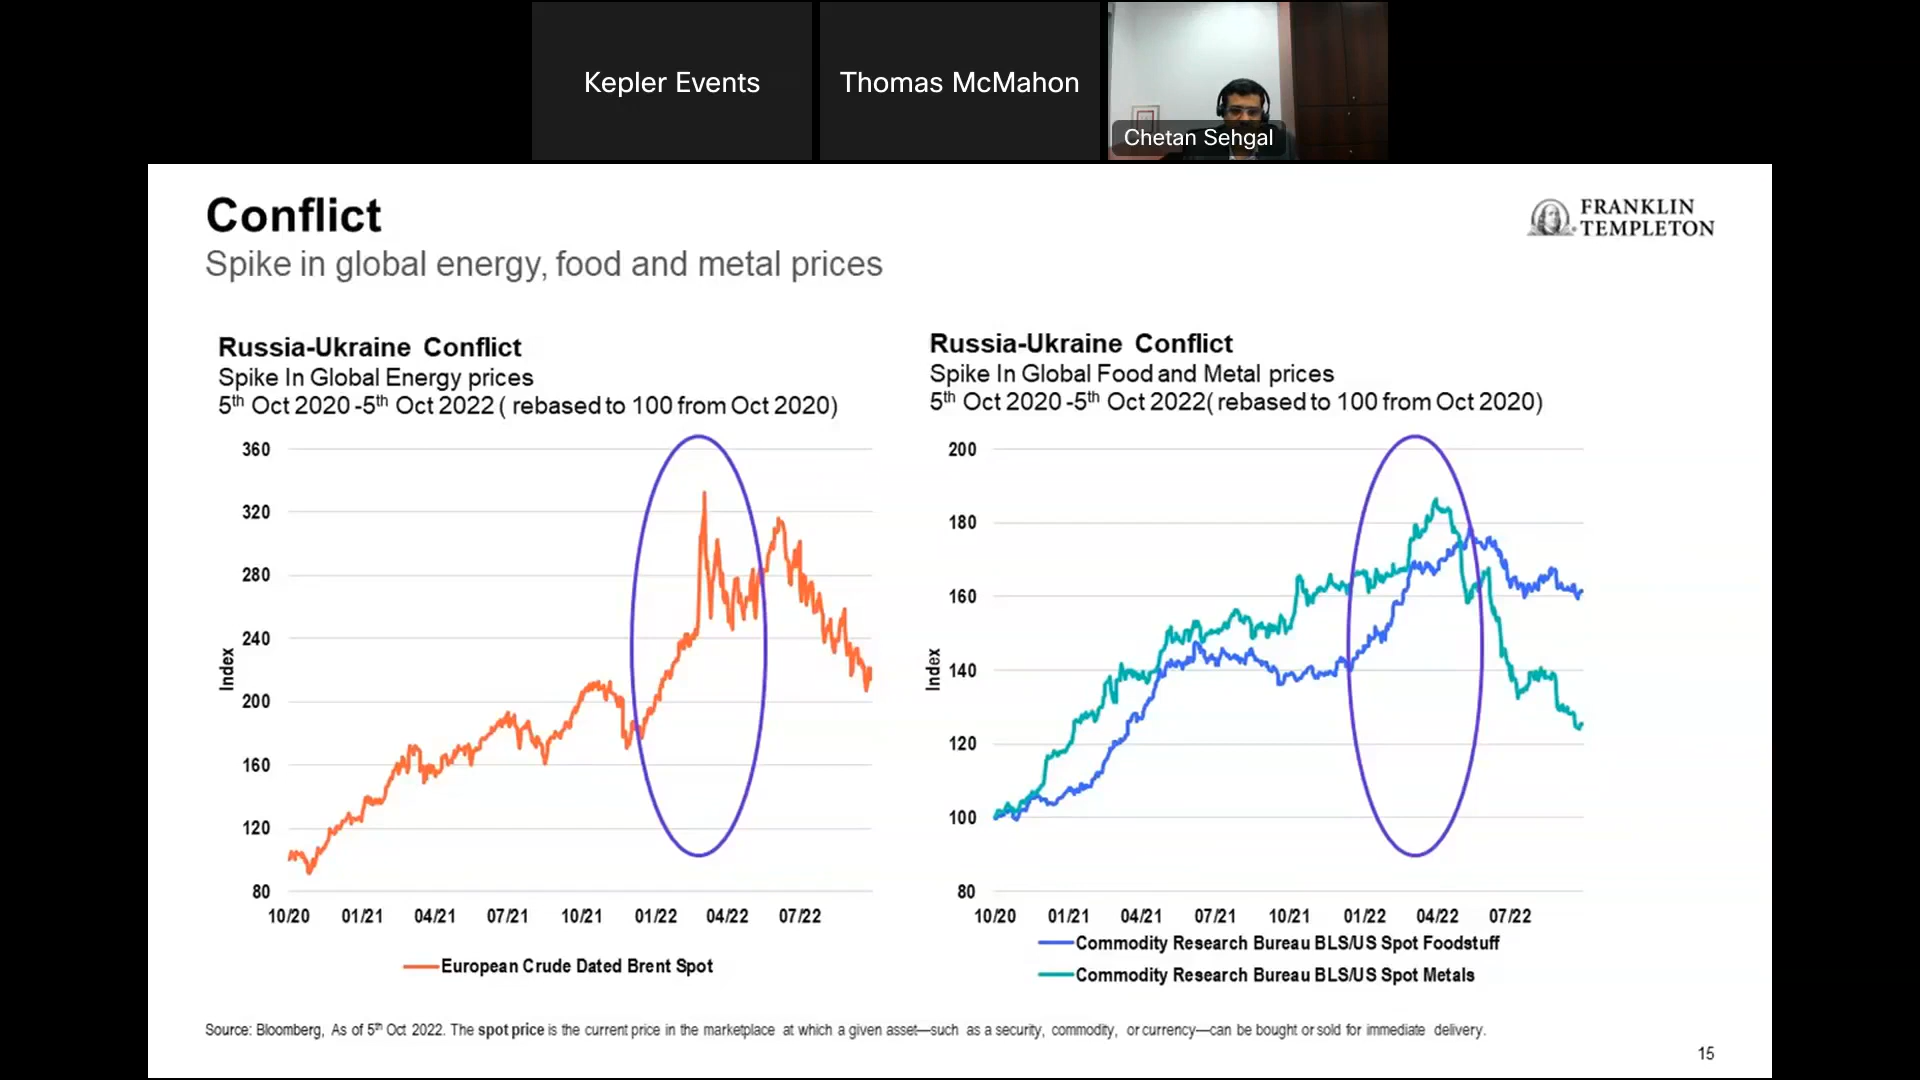 Kepler Events
Thomas McMahon
Chetan Sehgal
Conflict
Spike in global energy, food and metal prices
FRANKLIN
TEMPLETON
Russia-Ukraine Conflict
Spike In Global Energy prices
5th Oct 2020 -5th Oct 2022 ( rebased to 100 from Oct 2020)
360
320
280
240
200
160
120
80
Index
10/20 01/21 04/21 07/21 10/21 01/22 04/22 07/22
European Crude Dated Brent Spot
Russia-Ukraine Conflict
Spike In Global Food and Metal prices
5th Oct 2020 -5th Oct 2022( rebased to 100 from Oct 2020)
200
180
160
140
120
100
80
Index
10/20 01/21 04/21 07/21 10/21 01/22 04/22 07/22
Commodity Research Bureau BLS/US Spot Foodstuff
Commodity Research Bureau BLS/US Spot Metals
Source: Bloomberg, As of 5th Oct 2022. The spot price is the current price in the marketplace at which a given asset—such as a security, commodity, or currency—can be bought or sold for immediate delivery.
15